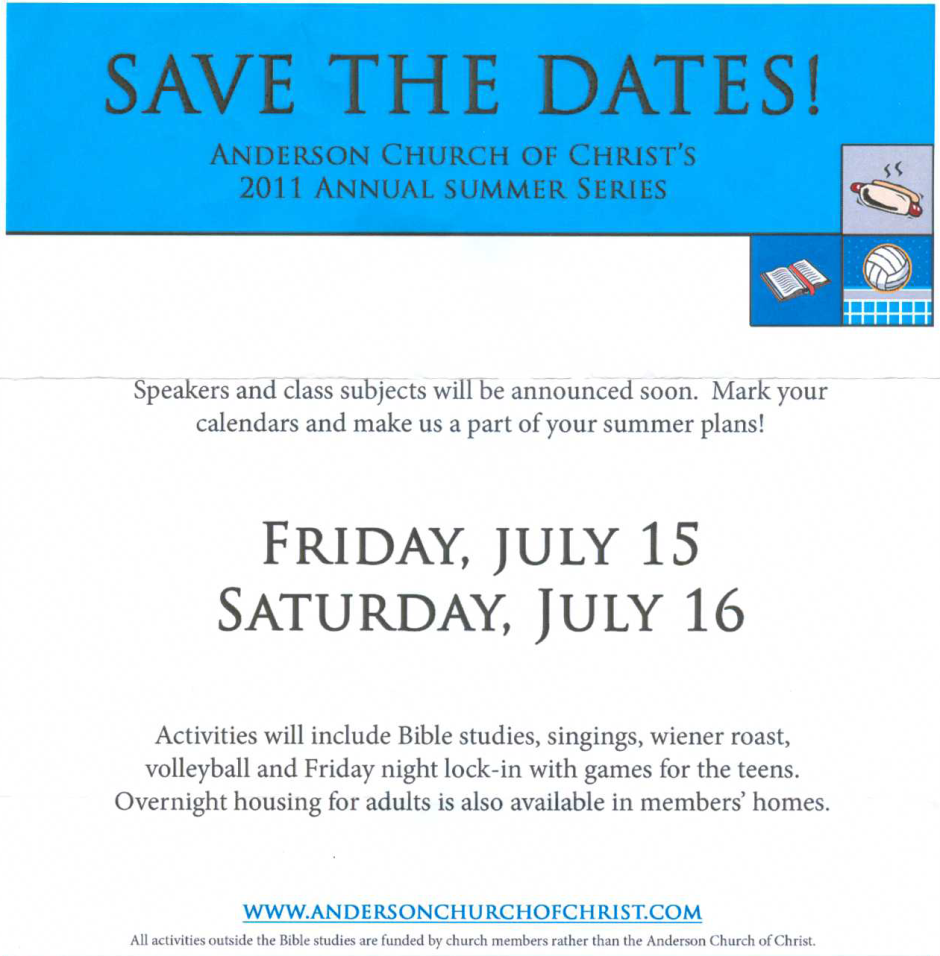 SAVE THE DATES!
ANDERSON CHURCH OF CHRIST'S
2011 ANNUAL SUMMER SERIES
Speakers and class subjects will be announced soon. Mark your
calendars and make us a part of your summer plans!
FRIDAY, JULY 15
SATURDAY, JULY 16
Activities will include Bible studies, singings, wiener roast,
volleyball and Friday night lock-in with games for the teens.
Overnight housing for adults is also available in members' homes.
WWW.ANDERSONCHURCHOFCHRIST.COM
All activities outside the Bible studies are funded by church members rather than the Anderson Church of Christ.